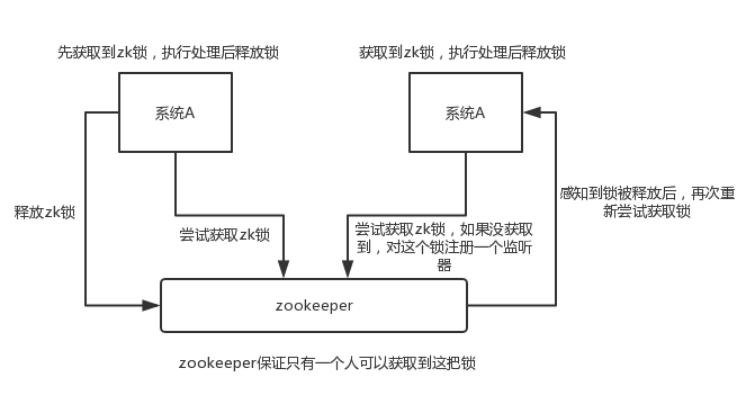 先获取到zk锁，执行处理后释放锁
获取到zk锁，执行处理后释放锁
系统A
系统A
释放zk锁
尝试获取zk锁
尝试获取zk锁，如果没获取
到，对这个锁注册一个监听
器
感知到锁被释放后，再次重
新尝试获取锁
zookeeper
zookeeper保证只有一个人可以获取到这把锁